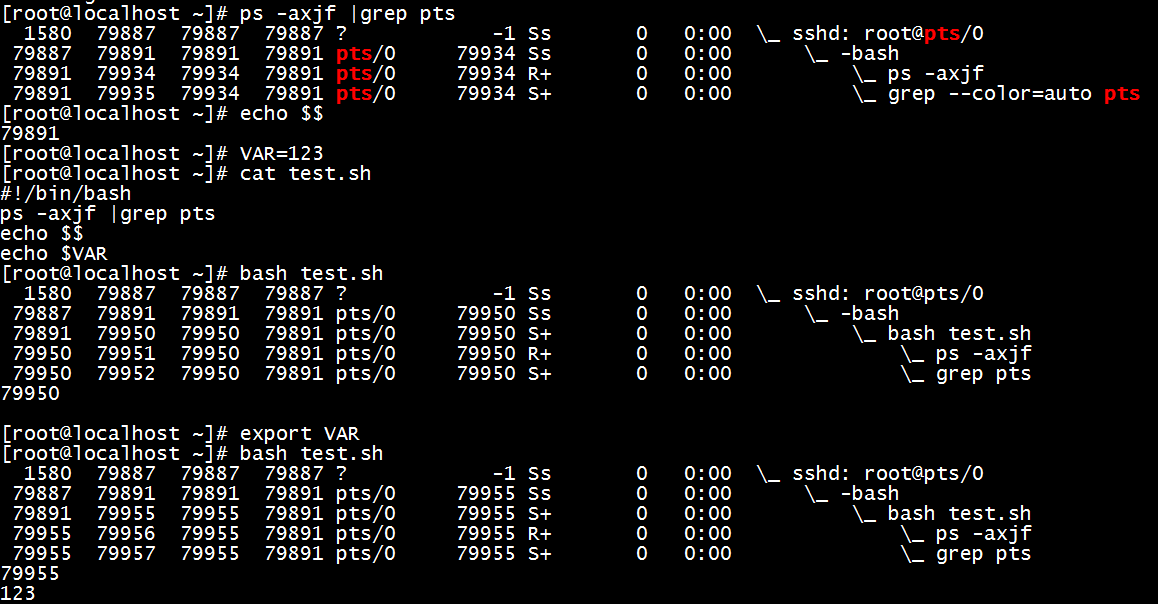 [root@localhost ~]# ps -axjf |grep pts
1580 79887 79887 79887 ? -1 Ss 0 0:00 \_ sshd: root@pts/0
79887 79891 79891 79891 pts/0 79934 Ss 0 0:00 \_ -bash
79891 79934 79934 79891 pts/0 79934 R+ 0 0:00 \_ ps -axjf
79891 79935 79934 79891 pts/0 79934 S+ 0 0:00 \_ grep --color=auto pts
[root@localhost ~]# echo $$
79891
[root@localhost ~]# VAR=123
[root@localhost ~]# cat test.sh
#!/bin/bash
ps -axjf |grep pts
echo $$
echo $VAR
[root@localhost ~]# bash test.sh
1580 79887 79887 79887 ? -1 Ss 0 0:00 \_ sshd: root@pts/0
79887 79891 79891 79891 pts/0 79950 Ss 0 0:00 \_ -bash
79891 79950 79950 79891 pts/0 79950 S+ 0 0:00 \_ bash test.sh
79950 79951 79950 79891 pts/0 79950 R+ 0 0:00 \_ ps -axjf
79950 79952 79950 79891 pts/0 79950 S+ 0 0:00 \_ grep pts
79950
[root@localhost ~]# export VAR
[root@localhost ~]# bash test.sh
1580 79887 79887 79887 ? -1 Ss 0 0:00 \_ sshd: root@pts/0
79887 79891 79891 79891 pts/0 79955 Ss 0 0:00 \_ -bash
79891 79955 79955 79891 pts/0 79955 S+ 0 0:00 \_ bash test.sh
79955 79956 79955 79891 pts/0 79955 R+ 0 0:00 \_ ps -axjf
79955 79957 79955 79891 pts/0 79955 S+ 0 0:00 \_ grep pts
79955
123